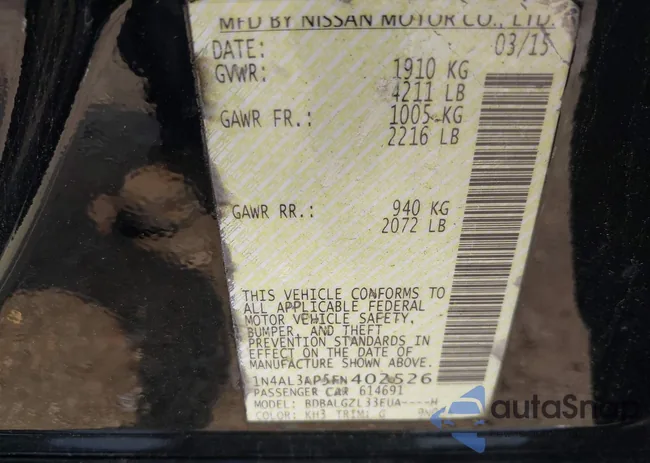 MFD BY NISSAN MOTOR CO., LTD.
DATE: 03/15
GVWR: 1910 KG
4211 LB
GAWR FR.: 1005 KG
2216 LB
GAWR RR.: 940 KG
2072 LB
THIS VEHICLE CONFORMS TO
ALL APPLICABLE FEDERAL
MOTOR VEHICLE SAFETY,
BUMPER, AND THEFT
PREVENTION STANDARDS IN
EFFECT ON THE DATE OF
MANUFACTURE SHOWN ABOVE.
1N4AL3AP5FN402526
PASSENGER CAR 614691
MODEL: BDBALGZL33EUA----H
COLOR: KH3 TRIM: G
autaSnap